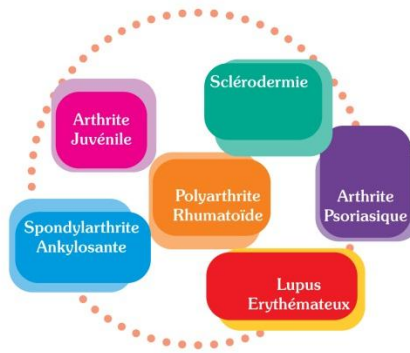 Sclérodermie
Arthrite
Juvénile
Polyarthrite
Rhumatoïde
Arthrite
Psoriasique
Spondylarthrite
Ankylosante
Lupus
Erythémateux